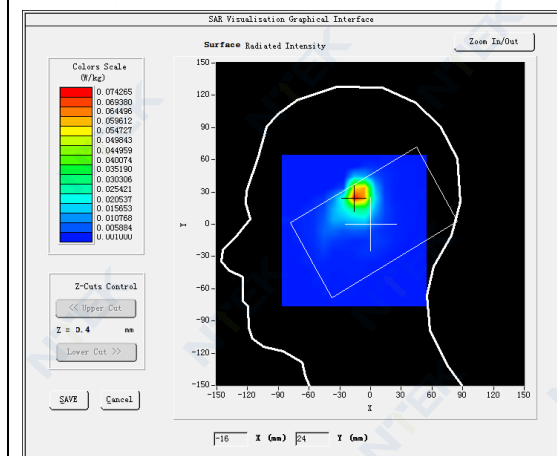 SAR Visualisation Graphical Interface
Surface Radiated Intensity
Zoom In/Out
Colors Scale
(W/kg)
0.074265
0.069380
0.064496
0.059612
0.054727
0.049843
0.044959
0.040074
0.035190
0.030306
0.025421
0.020537
0.015653
0.010768
0.005884
0.001000
150
120
90
60
30
0
-30
-60
-90
-120
-150
Y
-150 -120 -90 -60 -30 0 30 60 90 120 150
X
Z-Cuts Control
<< Upper Cut
Z = 0.4 mm
Lower Cut >>
SAVE Cancel
-16 X (mm) 24 Y (mm)
NTEK